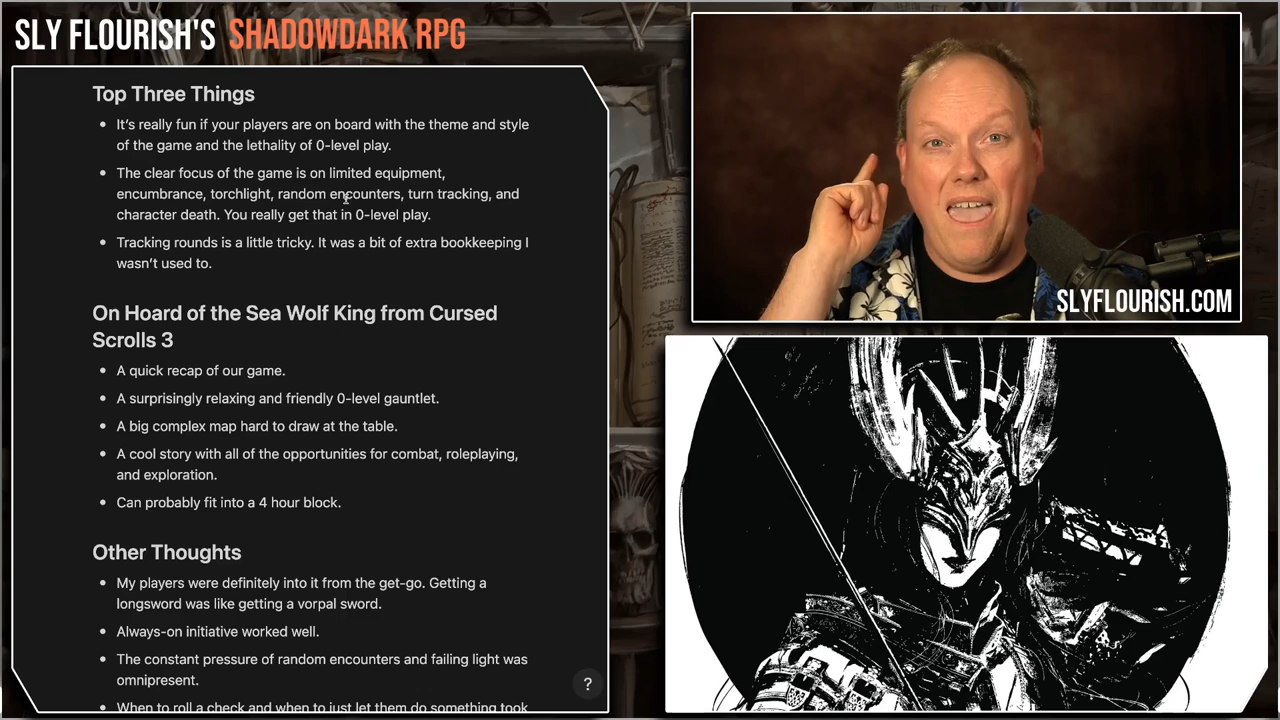 SLY FLOURISH'S SHADOWDARK RPG
Top Three Things
• It's really fun if your players are on board with the theme and style
of the game and the lethality of 0-level play.
• The clear focus of the game is on limited equipment,
encumbrance, torchlight, random encounters, turn tracking, and
character death. You really get that in 0-level play.
• Tracking rounds is a little tricky. It was a bit of extra bookkeeping I
wasn't used to.
On Hoard of the Sea Wolf King from Cursed
Scrolls 3
• A quick recap of our game.
• A surprisingly relaxing and friendly 0-level gauntlet.
• A big complex map hard to draw at the table.
• A cool story with all of the opportunities for combat, roleplaying,
and exploration.
• Can probably fit into a 4 hour block.
Other Thoughts
• My players were definitely into it from the get-go. Getting a
longsword was like getting a vorpal sword.
• Always-on initiative worked well.
• The constant pressure of random encounters and failing light was
omnipresent.
• When to roll a check and when to just let them do something took
?
SLYFLOURISH.COM